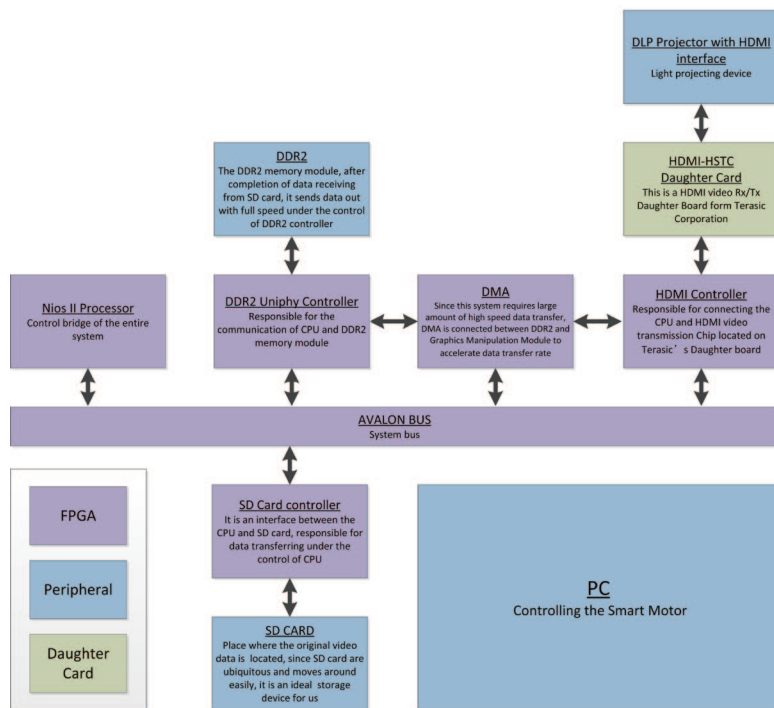 DLP Projector with HDMI
interface
Light projecting device
DDR2
The DDR2 memory module, after
completion of data receiving
from SD card, it sends data out
with full speed under the control
of DDR2 controller
HDMI-HSTC
Daughter Card
This is a HDMI video Rx/Tx
Daughter Board form Terasic
Corporation
Nios II Processor
Control bridge of the entire
system
DDR2 Uniphy Controller
Responsible for the
communication of CPU and DDR2
memory module
DMA
Since this system requires large
amount of high speed data transfer,
DMA is connected between DDR2 and
Graphics Manipulation Module to
accelerate data transfer rate
HDMI Controller
Responsible for connecting the
CPU and HDMI video
transmission Chip located on
Terasic’s Daughter board
AVALON BUS
System bus
FPGA
Peripheral
Daughter
Card
SD Card controller
It is an interface between the
CPU and SD card, responsible for
data transferring under the
control of CPU
SD CARD
Place where the original video
data is located, since SD card are
ubiquitous and moves around
easily, it is an ideal storage
device for us
PC
Controlling the Smart Motor